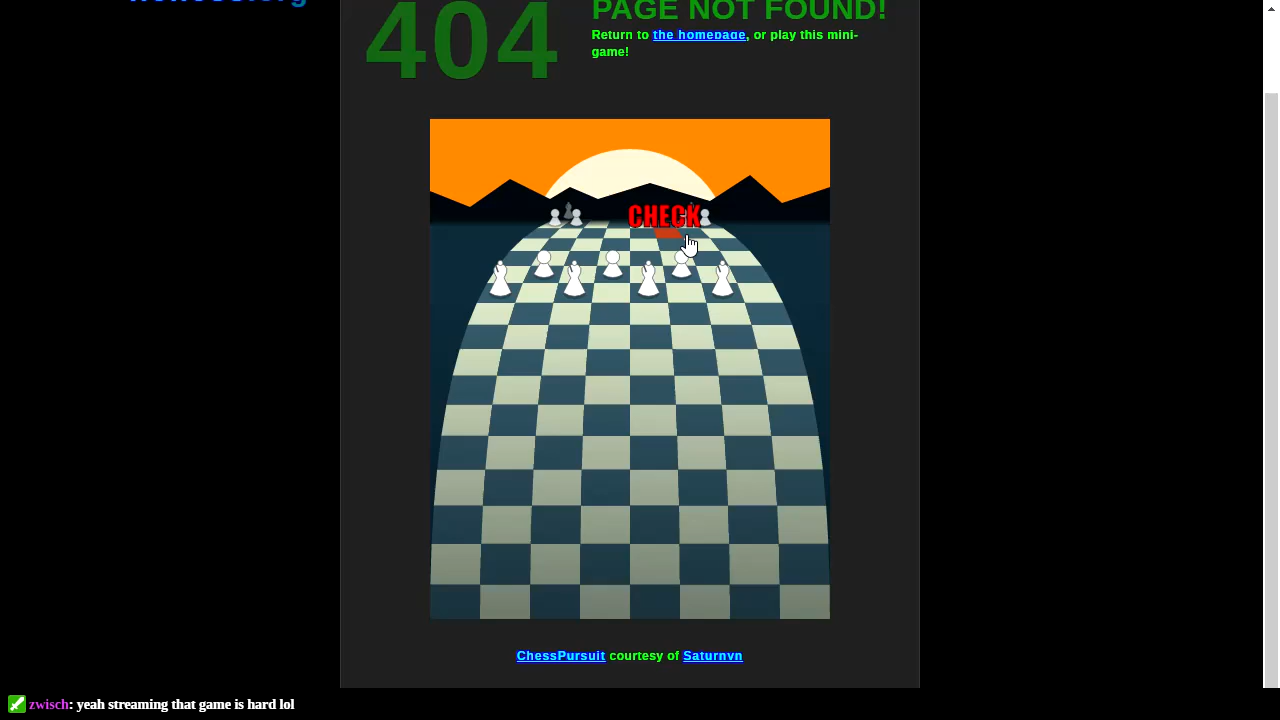 404
PAGE NOT FOUND!
Return to the homepage, or play this mini-
game!
CHECK
ChessPursuit courtesy of Saturnvn
zwisch: yeah streaming that game is hard lol